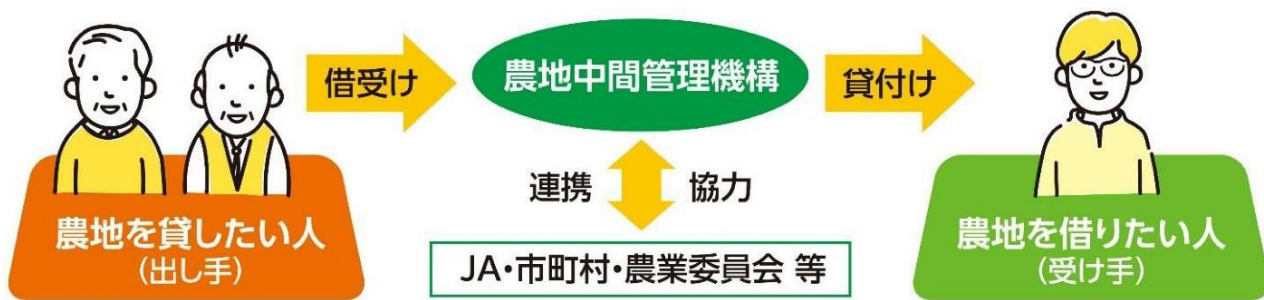 借受け
農地中間管理機構
貸付け
連携
協力
農地を貸したい人
(出し手)
JA・市町村・農業委員会 等
農地を借りたい人
(受け手)